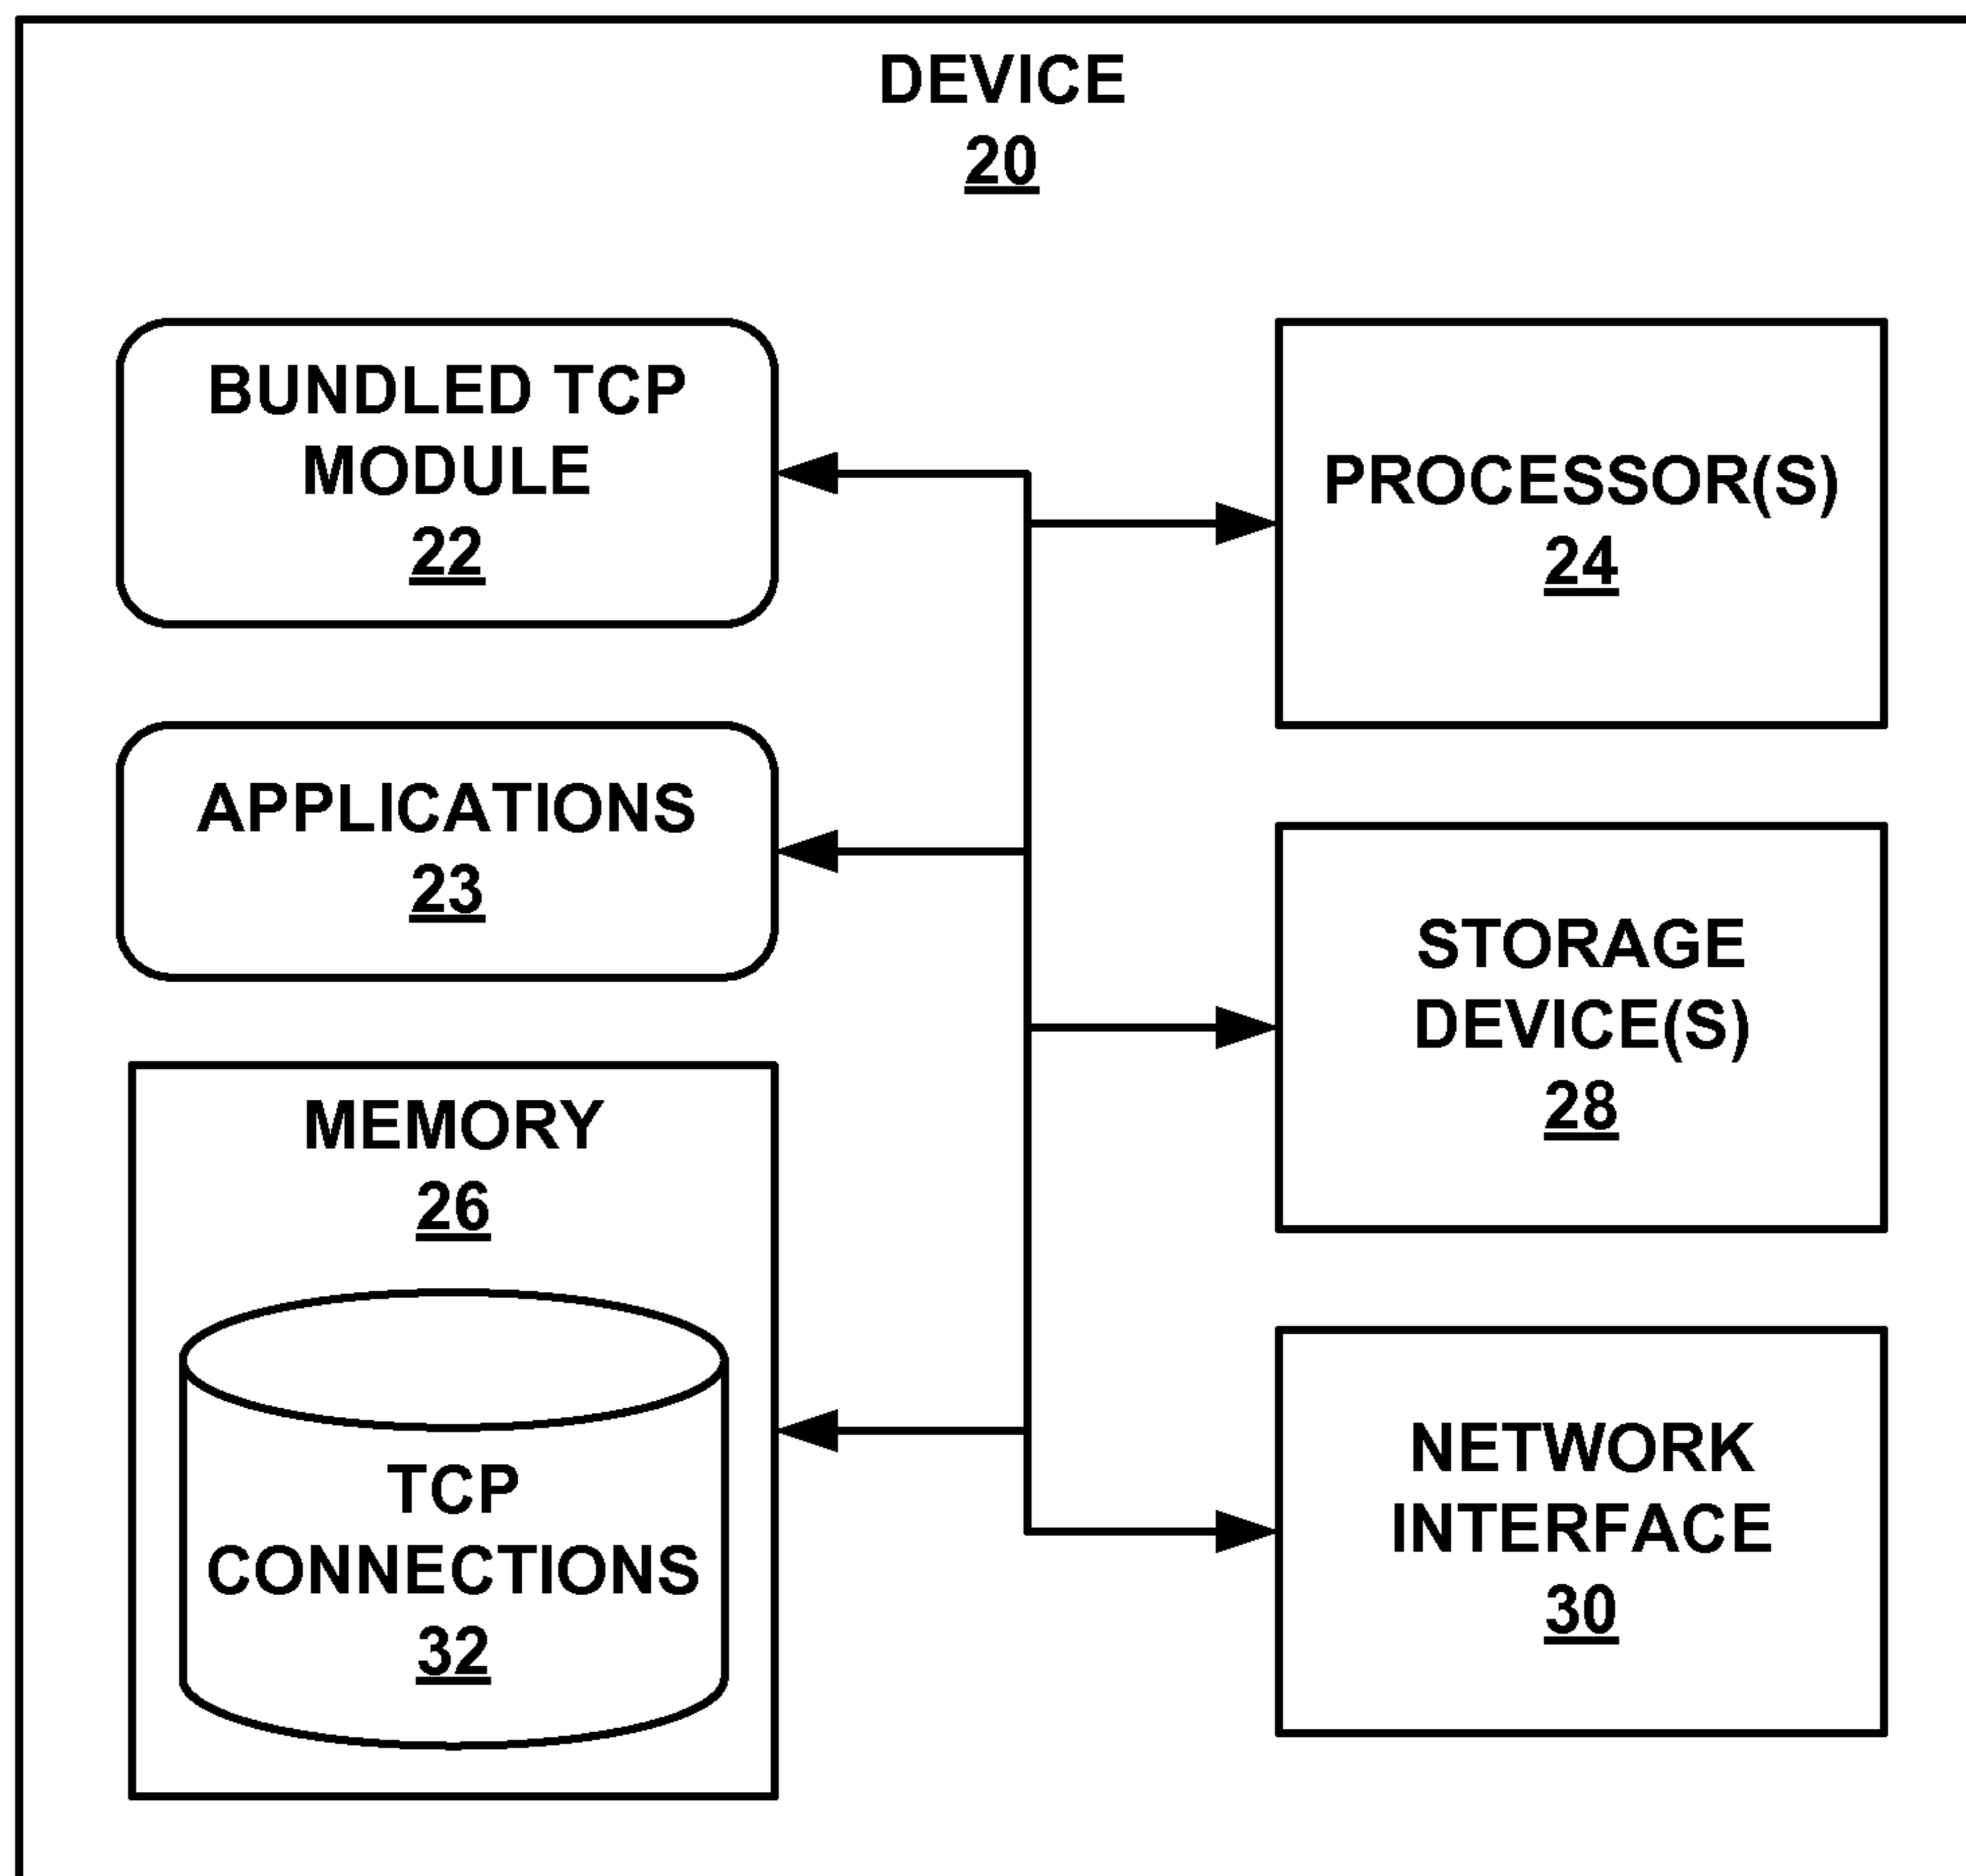 DEVICE
20
BUNDLED TCP
MODULE
22
APPLICATIONS
23
MEMORY
26
TCP
CONNECTIONS
32
PROCESSOR(S)
24
STORAGE
DEVICE(S)
28
NETWORK
INTERFACE
30